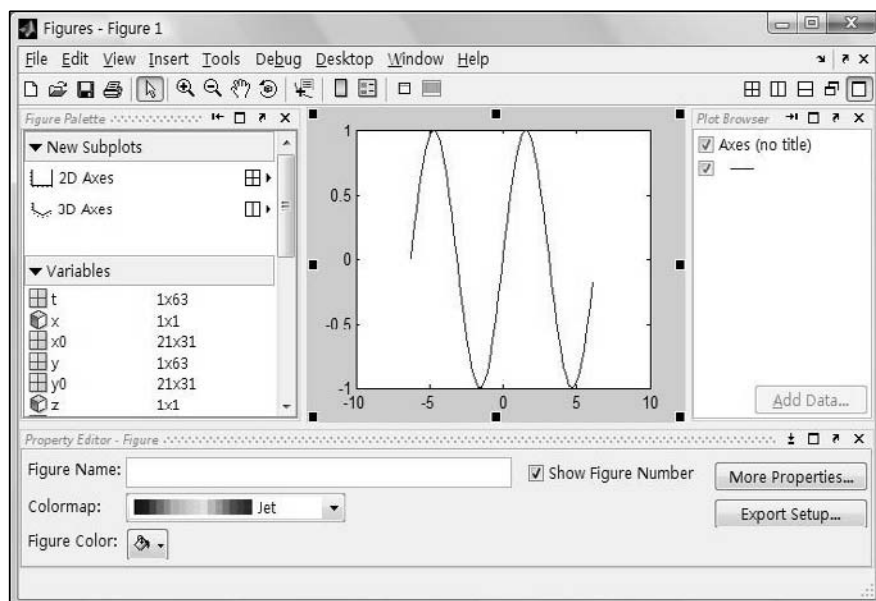 Figures - Figure 1
File Edit View Insert Tools Debug Desktop Window Help
Figure Palette
New Subplots
2D Axes
3D Axes
Variables
t 1x63
x 1x1
x0 21x31
y 1x63
y0 21x31
z 1x1
1
0.5
0
-0 5
-1
-10 -5 0 5 10
Plot Browser
Axes (no title)
Add Data...
Property Editor - Figure
Figure Name:
Show Figure Number
More Properties...
Colormap:
Jet
Export Setup...
Figure Color: